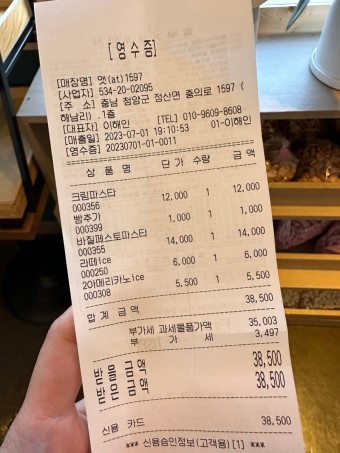 [영수증]
[매장명] 앳(at)1597
[사업자] 534-20-02095
[주 소] 충남 청양군 정산면 충의로 1597 (
해남리) .1층
[대표자] 이해인 [TEL] 010-9609-8608
[매출일] 2023-07-01 19:10:53 01-이해인
[영수증] 20230701-01-0011
상 품 명 단 가 수량 금 액
크림파스타
000356 12,000 1 12,000
빵추가
000399 1,000 1 1,000
바질페스토파스타
000355 14,000 1 14,000
라떼ice
000250 6,000 1 6,000
2아메리카노ice
000308 5,500 1 5,500
합 계 금 액 38,500
부가세 과세물품가액 35,003
부 가 세 3,497
받을금액 38,500
받은금액 38,500
신용 카드 38,500
*** 신용승인정보(고객용) [1] ***